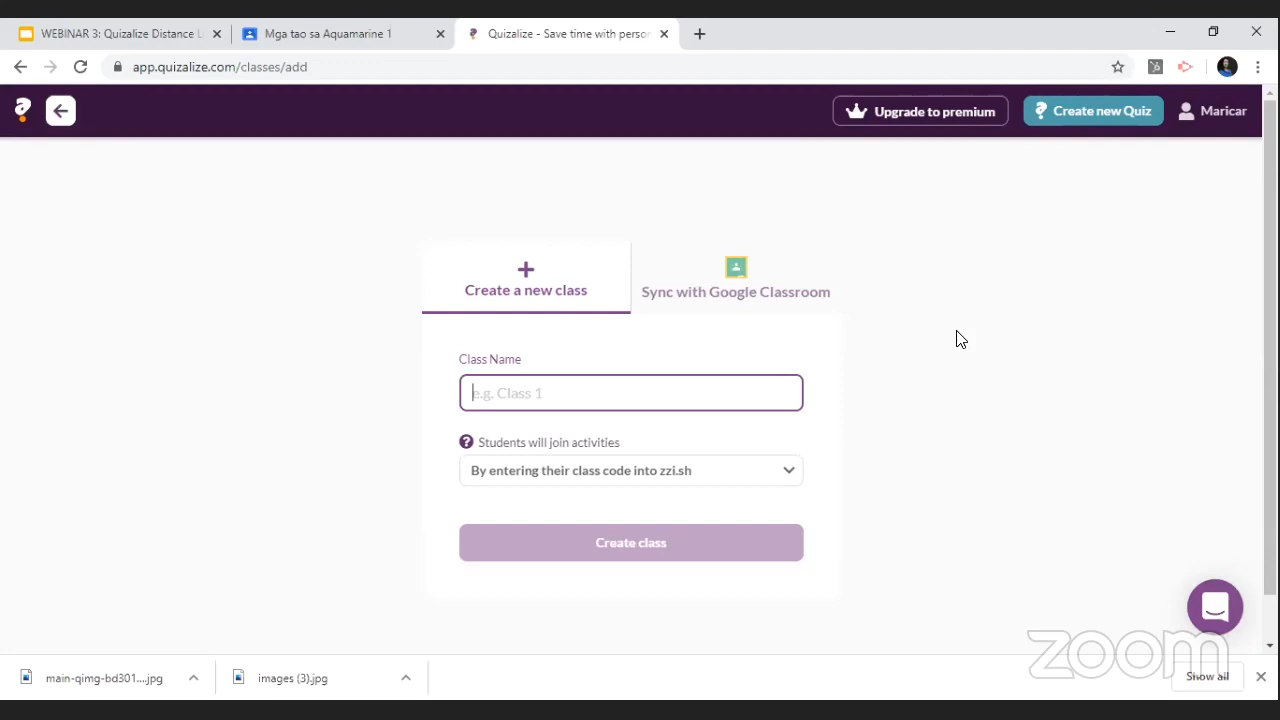 WEBINAR 3: Quizalize Distance L
Mga tao sa Aquamarine 1
Quizalize - Save time with person
app.quizalize.com/classes/add
Upgrade to premium
Create new Quiz
Maricar
Create a new class
Sync with Google Classroom
Class Name
e.g. Class 1
Students will join activities
By entering their class code into zzi.sh
Create class
zoom
main-qimg-bd301....jpg
images (3).jpg
Show all